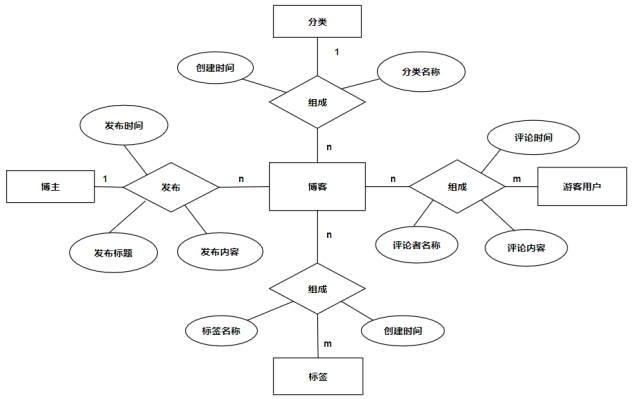 分类
1
创建时间
分类名称
组成
n
发布时间
评论时间
博主
1
发布
n
博客
n
组成
m
游客用户
发布标题
发布内容
评论者名称
评论内容
n
组成
标签名称
创建时间
m
标签